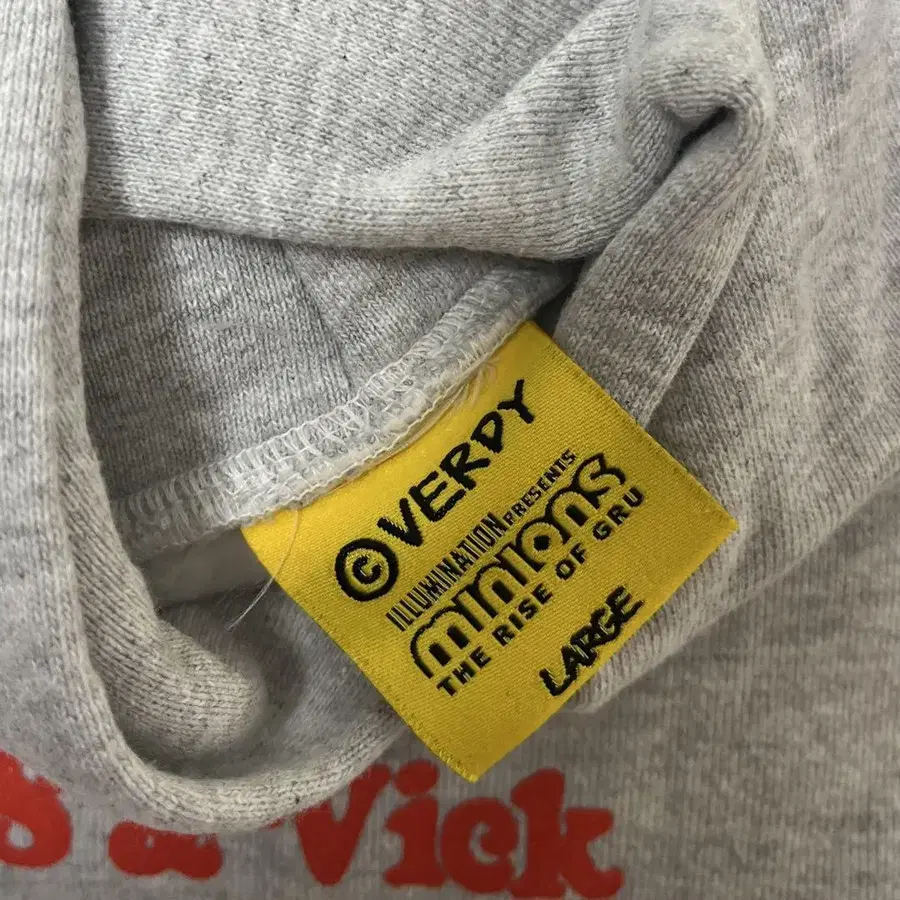 ©VERDY
ILLUMINATION PRESENTS
MINIONS
THE RISE OF GRU
LARGE
s & Vick